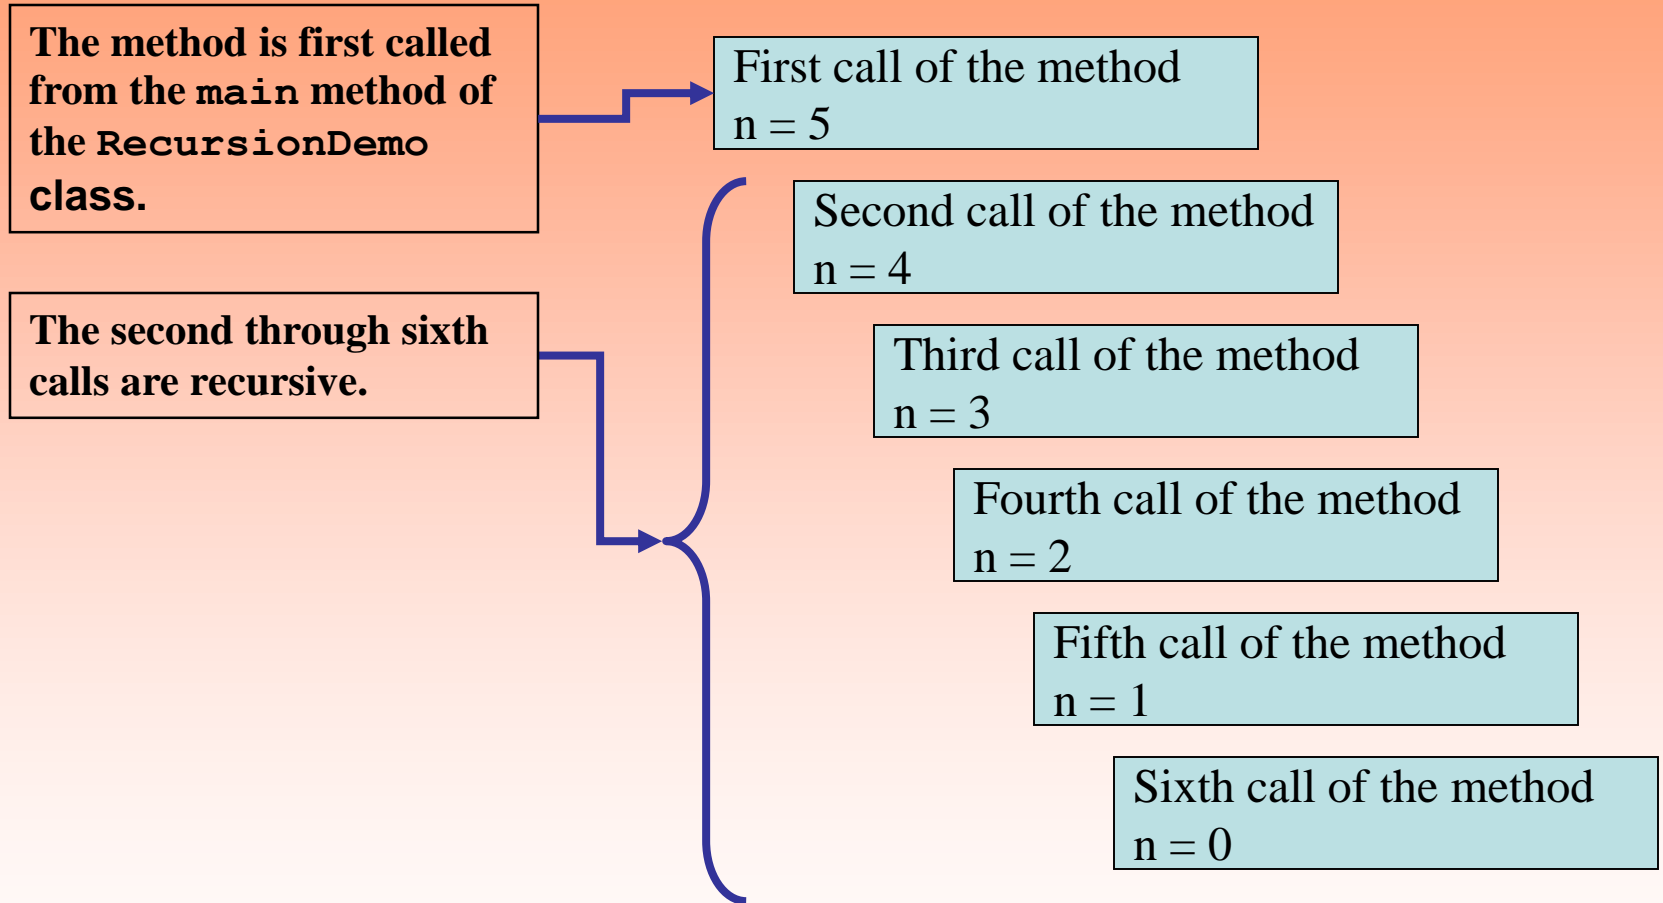 The method is first called
from the main method of
the RecursionDemo
class.
The second through sixth
calls are recursive.
First call of the method
n = 5
Second call of the method
n = 4
Third call of the method
n = 3
Fourth call of the method
n = 2
Fifth call of the method
n = 1
Sixth call of the method
n = 0